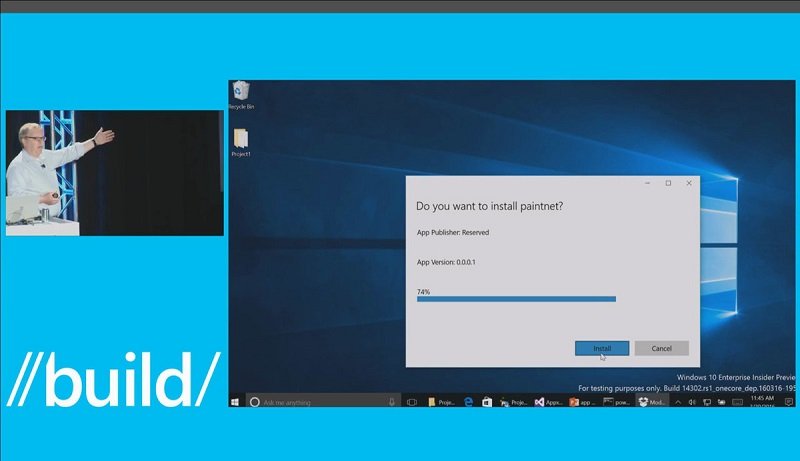 Recycle Bin
Project1
Do you want to install paintnet?
App Publisher: Reserved
App Version: 0.0.0.1
74%
Install
Cancel
//build/
Windows 10 Enterprise Insider Previe
For testing purposes only. Build 14302.rs1_onecore_dep.160316-195
Ask me anything
Proje...
Proje...
Appx...
app ...
pow...
Mod...
11:45 AM